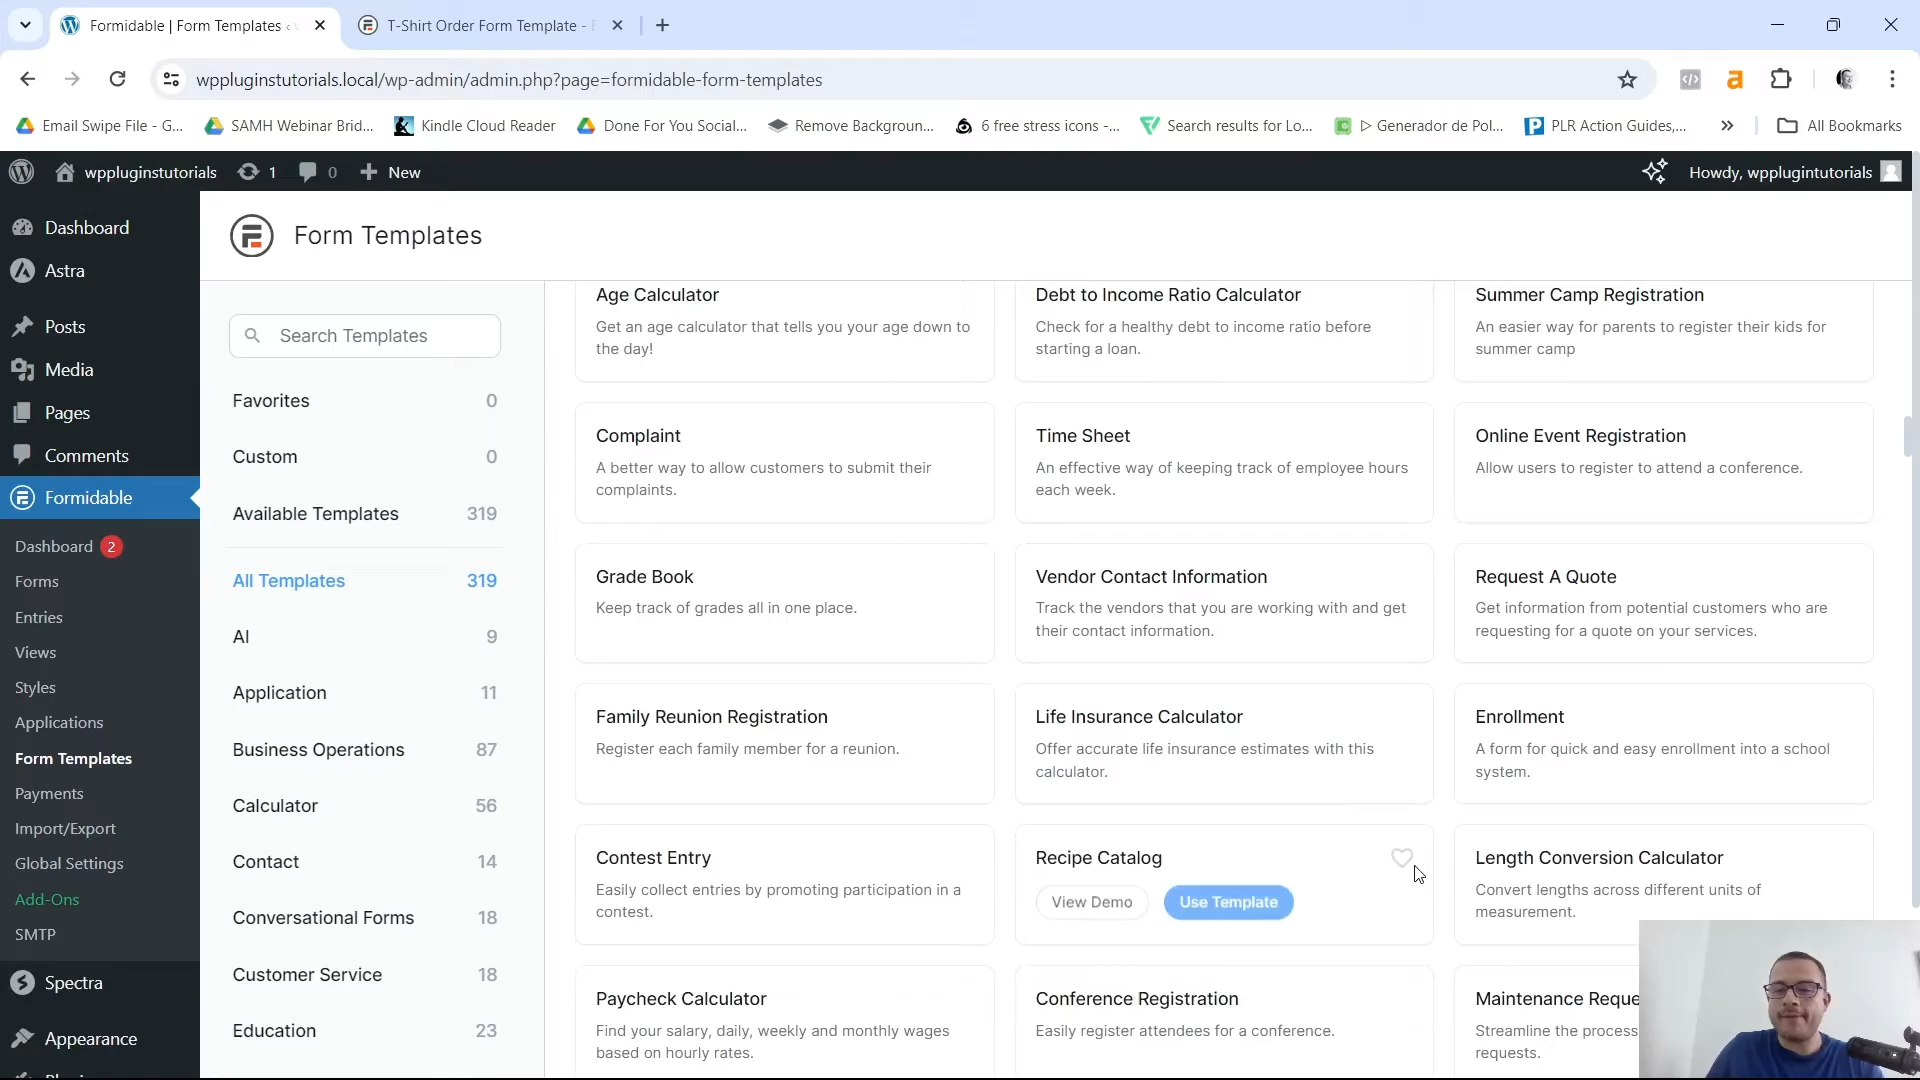 Formidable | Form Templates ‹
T-Shirt Order Form Template -
wppluginstutorials.local/wp-admin/admin.php?page=formidable-form-templates
Email Swipe File - G...
SAMH Webinar Brid...
Kindle Cloud Reader
Done For You Social...
Remove Backgroun...
6 free stress icons -...
Search results for Lo...
▷ Generador de Pol...
PLR Action Guides,...
»
All Bookmarks
wppluginstutorials
1
0
New
Howdy, wpplugintutorials
Dashboard
Astra
Posts
Media
Pages
Comments
Formidable
Dashboard 2
Forms
Entries
Views
Styles
Applications
Form Templates
Payments
Import/Export
Global Settings
Add-Ons
SMTP
Spectra
Appearance
Form Templates
Search Templates
Favorites 0
Custom 0
Available Templates 319
All Templates 319
AI 9
Application 11
Business Operations 87
Calculator 56
Contact 14
Conversational Forms 18
Customer Service 18
Education 23
Age Calculator
Get an age calculator that tells you your age down to
the day!
Debt to Income Ratio Calculator
Check for a healthy debt to income ratio before
starting a loan.
Summer Camp Registration
An easier way for parents to register their kids for
summer camp
Complaint
A better way to allow customers to submit their
complaints.
Time Sheet
An effective way of keeping track of employee hours
each week.
Online Event Registration
Allow users to register to attend a conference.
Grade Book
Keep track of grades all in one place.
Vendor Contact Information
Track the vendors that you are working with and get
their contact information.
Request A Quote
Get information from potential customers who are
requesting for a quote on your services.
Family Reunion Registration
Register each family member for a reunion.
Life Insurance Calculator
Offer accurate life insurance estimates with this
calculator.
Enrollment
A form for quick and easy enrollment into a school
system.
Contest Entry
Easily collect entries by promoting participation in a
contest.
Recipe Catalog
View Demo
Use Template
Length Conversion Calculator
Convert lengths across different units of
measurement.
Paycheck Calculator
Find your salary, daily, weekly and monthly wages
based on hourly rates.
Conference Registration
Easily register attendees for a conference.
Maintenance Reque
Streamline the process
requests.